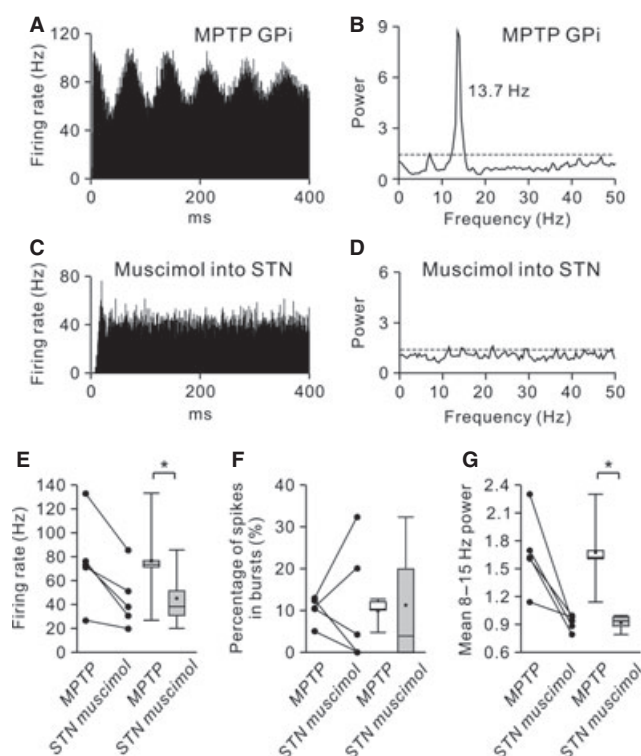 A
MPTP GPi
Firing rate (Hz)
120
80
40
0
0
200
400
ms
B
MPTP GPi
Power
9
6
3
0
13.7 Hz
0
10
20
30
40
50
Frequency (Hz)
C
Muscimol into STN
Firing rate (Hz)
80
40
0
0
200
400
ms
D
Muscimol into STN
Power
6
3
0
0
10
20
30
40
50
Frequency (Hz)
E
Firing rate (Hz)
140
120
100
80
60
40
20
0
*
MPTP
STN muscimol
MPTP
STN muscimol
F
Percentage of spikes
in bursts (%)
40
30
20
10
0
MPTP
STN muscimol
MPTP
STN muscimol
G
Mean 8–15 Hz power
2.4
2.1
1.8
1.5
1.2
0.9
0.6
*
MPTP
STN muscimol
MPTP
STN muscimol